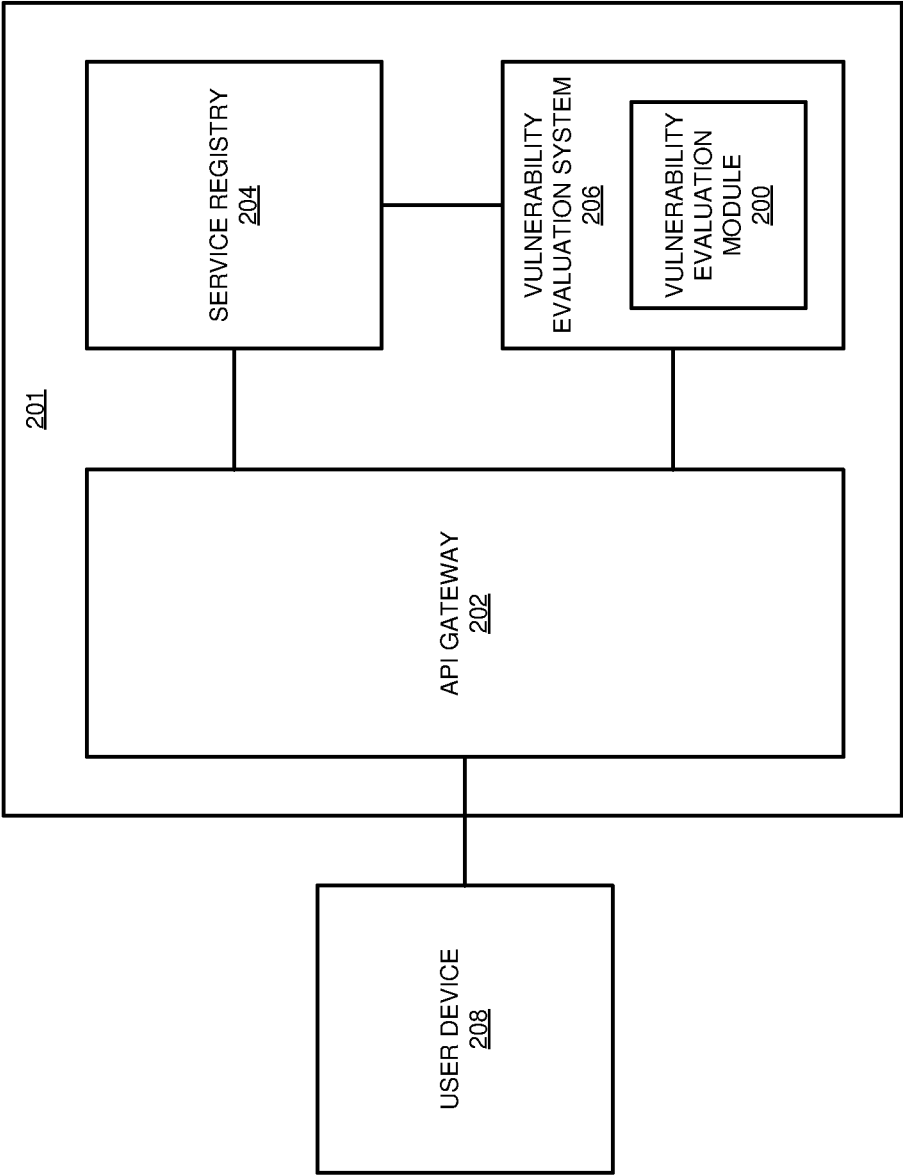 201
SERVICE REGISTRY
204
VULNERABILITY
EVALUATION SYSTEM
206
VULNERABILITY
EVALUATION
MODULE
200
API GATEWAY
202
USER DEVICE
208